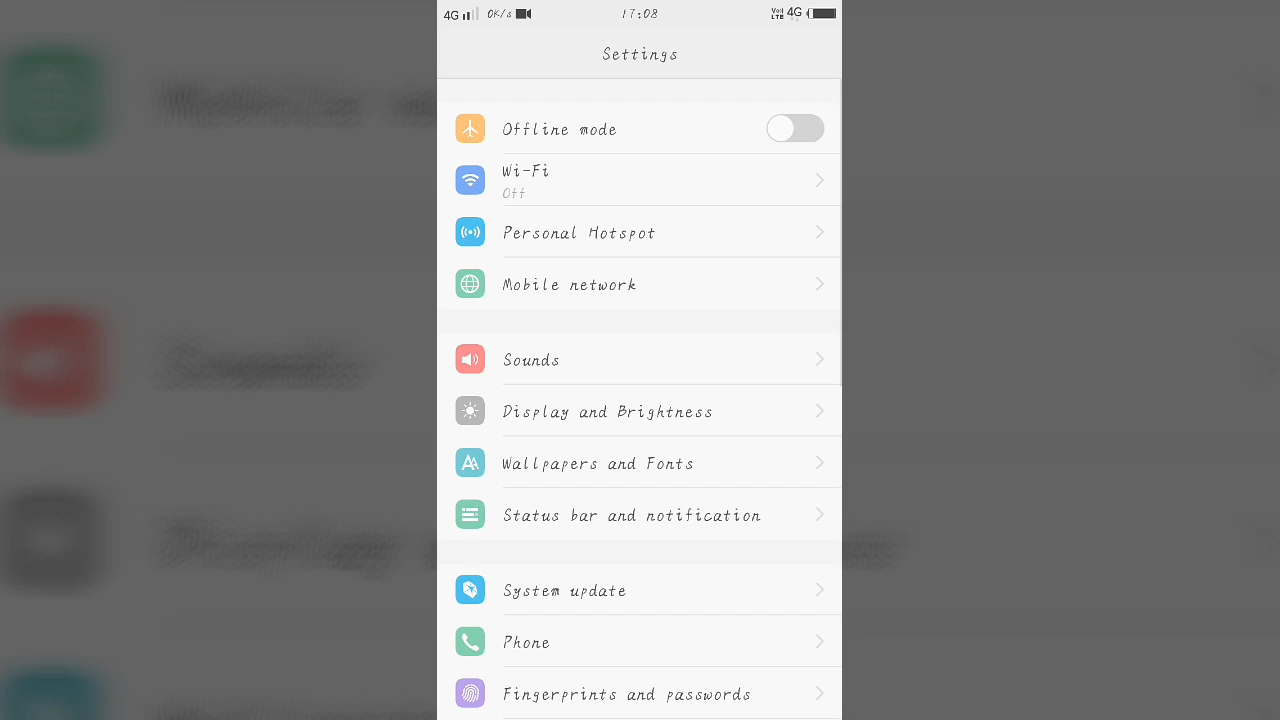 4G 0K/s 17:08 VoLTE 4G
Settings
Offline mode
Wi-Fi
Off
Personal Hotspot
Mobile network
Sounds
Display and Brightness
Wallpapers and Fonts
Status bar and notification
System update
Phone
Fingerprints and passwords